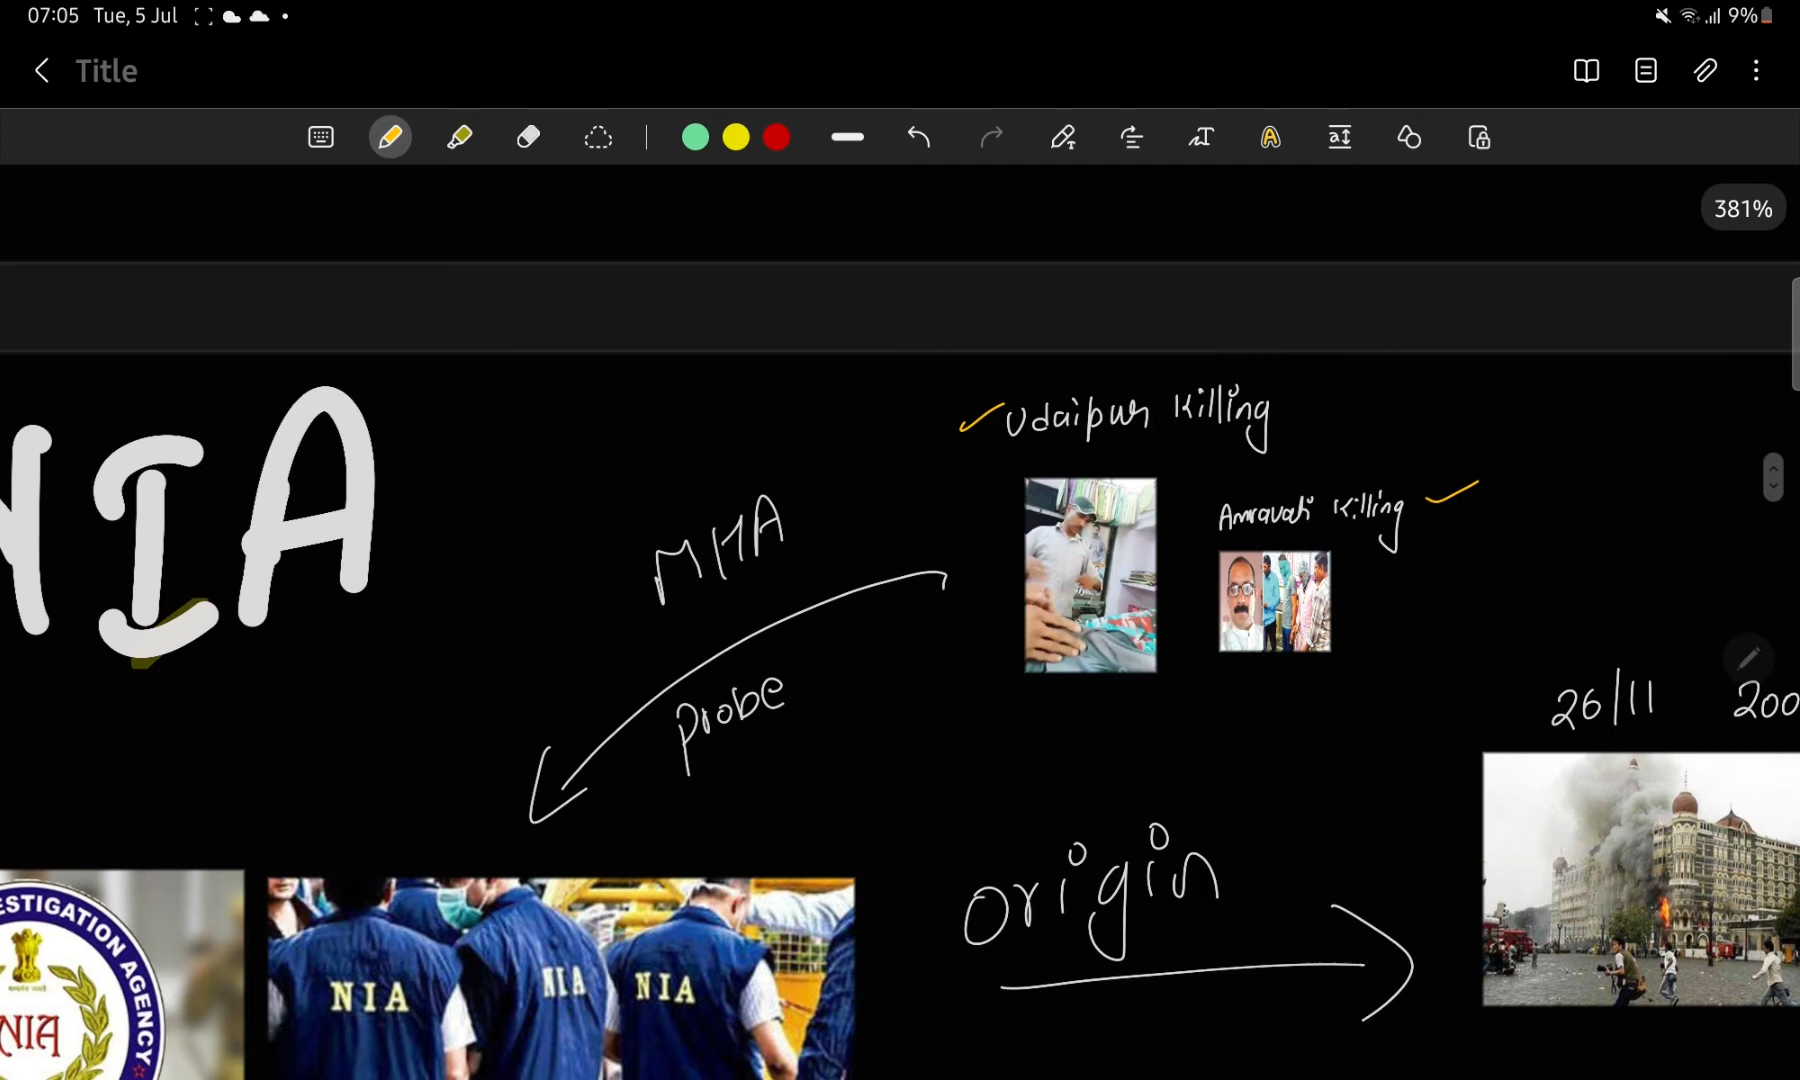 07:05 Tue, 5 Jul
9%
Title
381%
NIA
Udaipur Killing
Amravati Killing
MHA
Probe
26/11 200
Origin
ESTIGATION AGENCY
NIA
NIA
NIA
NIA